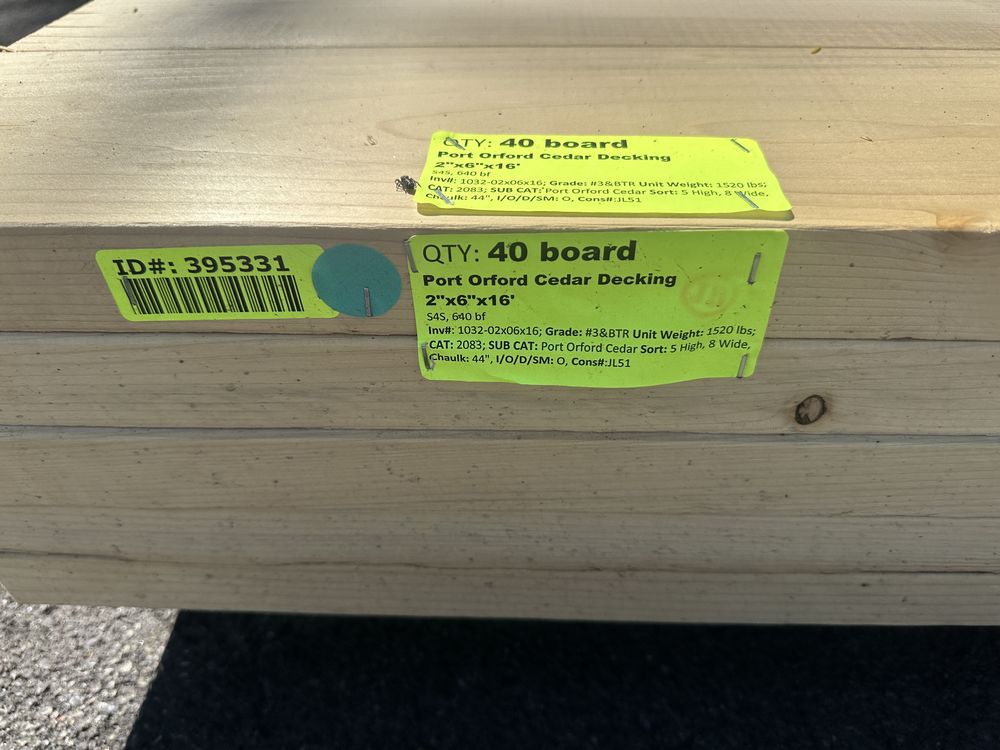 QTY: 40 board
Port Orford Cedar Decking
2"x6"x16'
S4S, 640 bf
Inv#: 1032-02x06x16; Grade: #3&BTR Unit Weight: 1520 lbs;
CAT: 2083; SUB CAT: Port Orford Cedar Sort: 5 High, 8 Wide,
Chaulk: 44", I/O/D/SM: O, Cons#:JL51
ID#: 395331
QTY: 40 board
Port Orford Cedar Decking
2"x6"x16'
S4S, 640 bf
Inv#: 1032-02x06x16; Grade: #3&BTR Unit Weight: 1520 lbs;
CAT: 2083; SUB CAT: Port Orford Cedar Sort: 5 High, 8 Wide,
Chaulk: 44", I/O/D/SM: O, Cons#:JL51